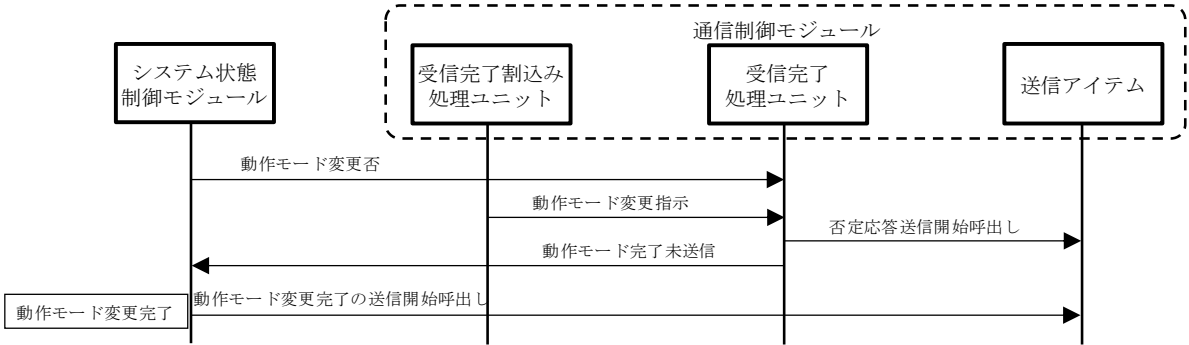 通信制御モジュール
システム状態
制御モジュール
受信完了割込み
処理ユニット
受信完了
処理ユニット
送信アイテム
動作モード変更否
動作モード変更指示
否定応答送信開始呼出し
動作モード完了未送信
動作モード変更完了の送信開始呼出し
動作モード変更完了